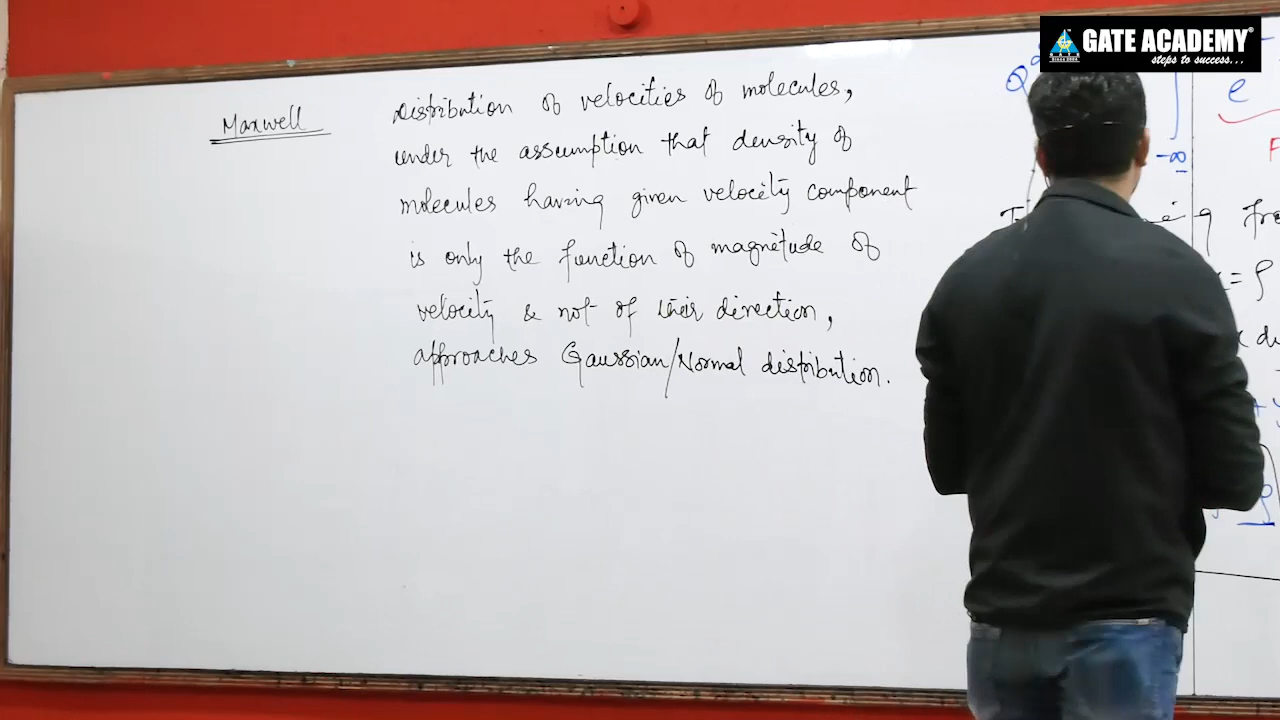 GATE ACADEMY
steps to success...
Maxwell
Distribution of velocities of molecules,
under the assumption that density of
molecules having given velocity component
is only the function of magnitude of
velocity & not of their direction,
approaches Gaussian/Normal distribution.
e
-∞